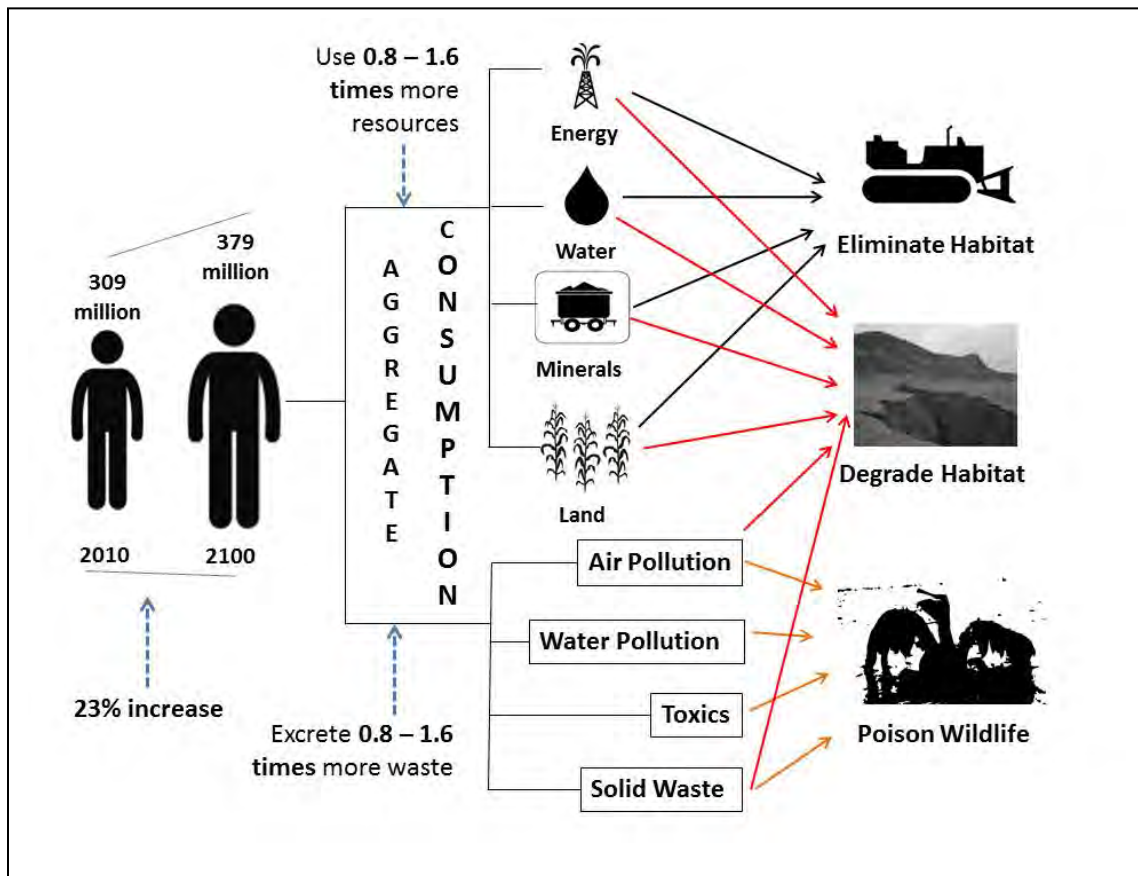 Use 0.8 – 1.6
times more
resources
Energy
Water
Minerals
Land
Eliminate Habitat
Degrade Habitat
Poison Wildlife
379
million
309
million
2010
2100
23% increase
AGGREGATE
CONSUMPTION
Air Pollution
Water Pollution
Toxics
Solid Waste
Excrete 0.8 – 1.6
times more waste